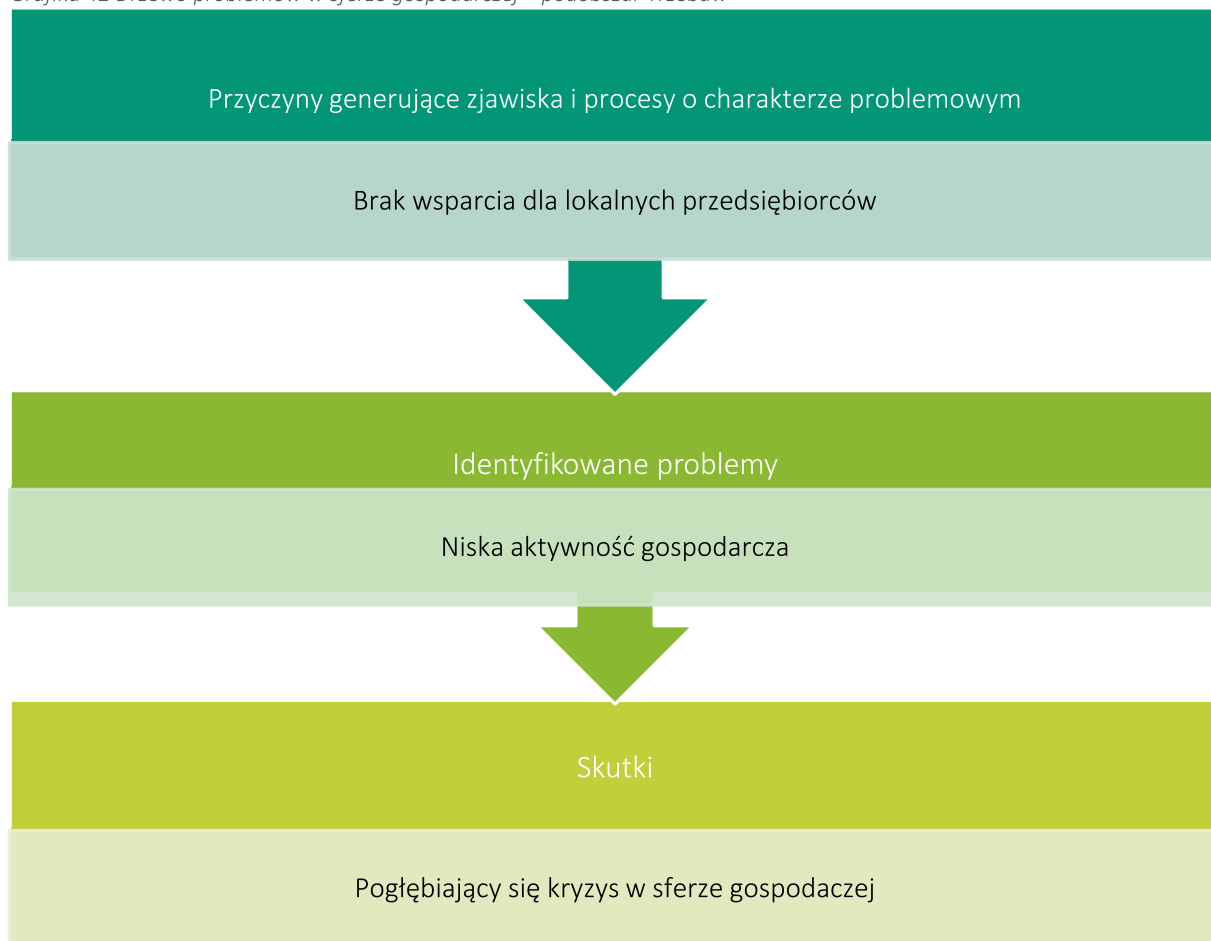 Przyczyny generujące zjawiska i procesy o charakterze problemowym
Brak wsparcia dla lokalnych przedsiębiorców
Identyfikowane problemy
Niska aktywność gospodarcza
Skutki
Pogłębiający się kryzys w sferze gospodaczej